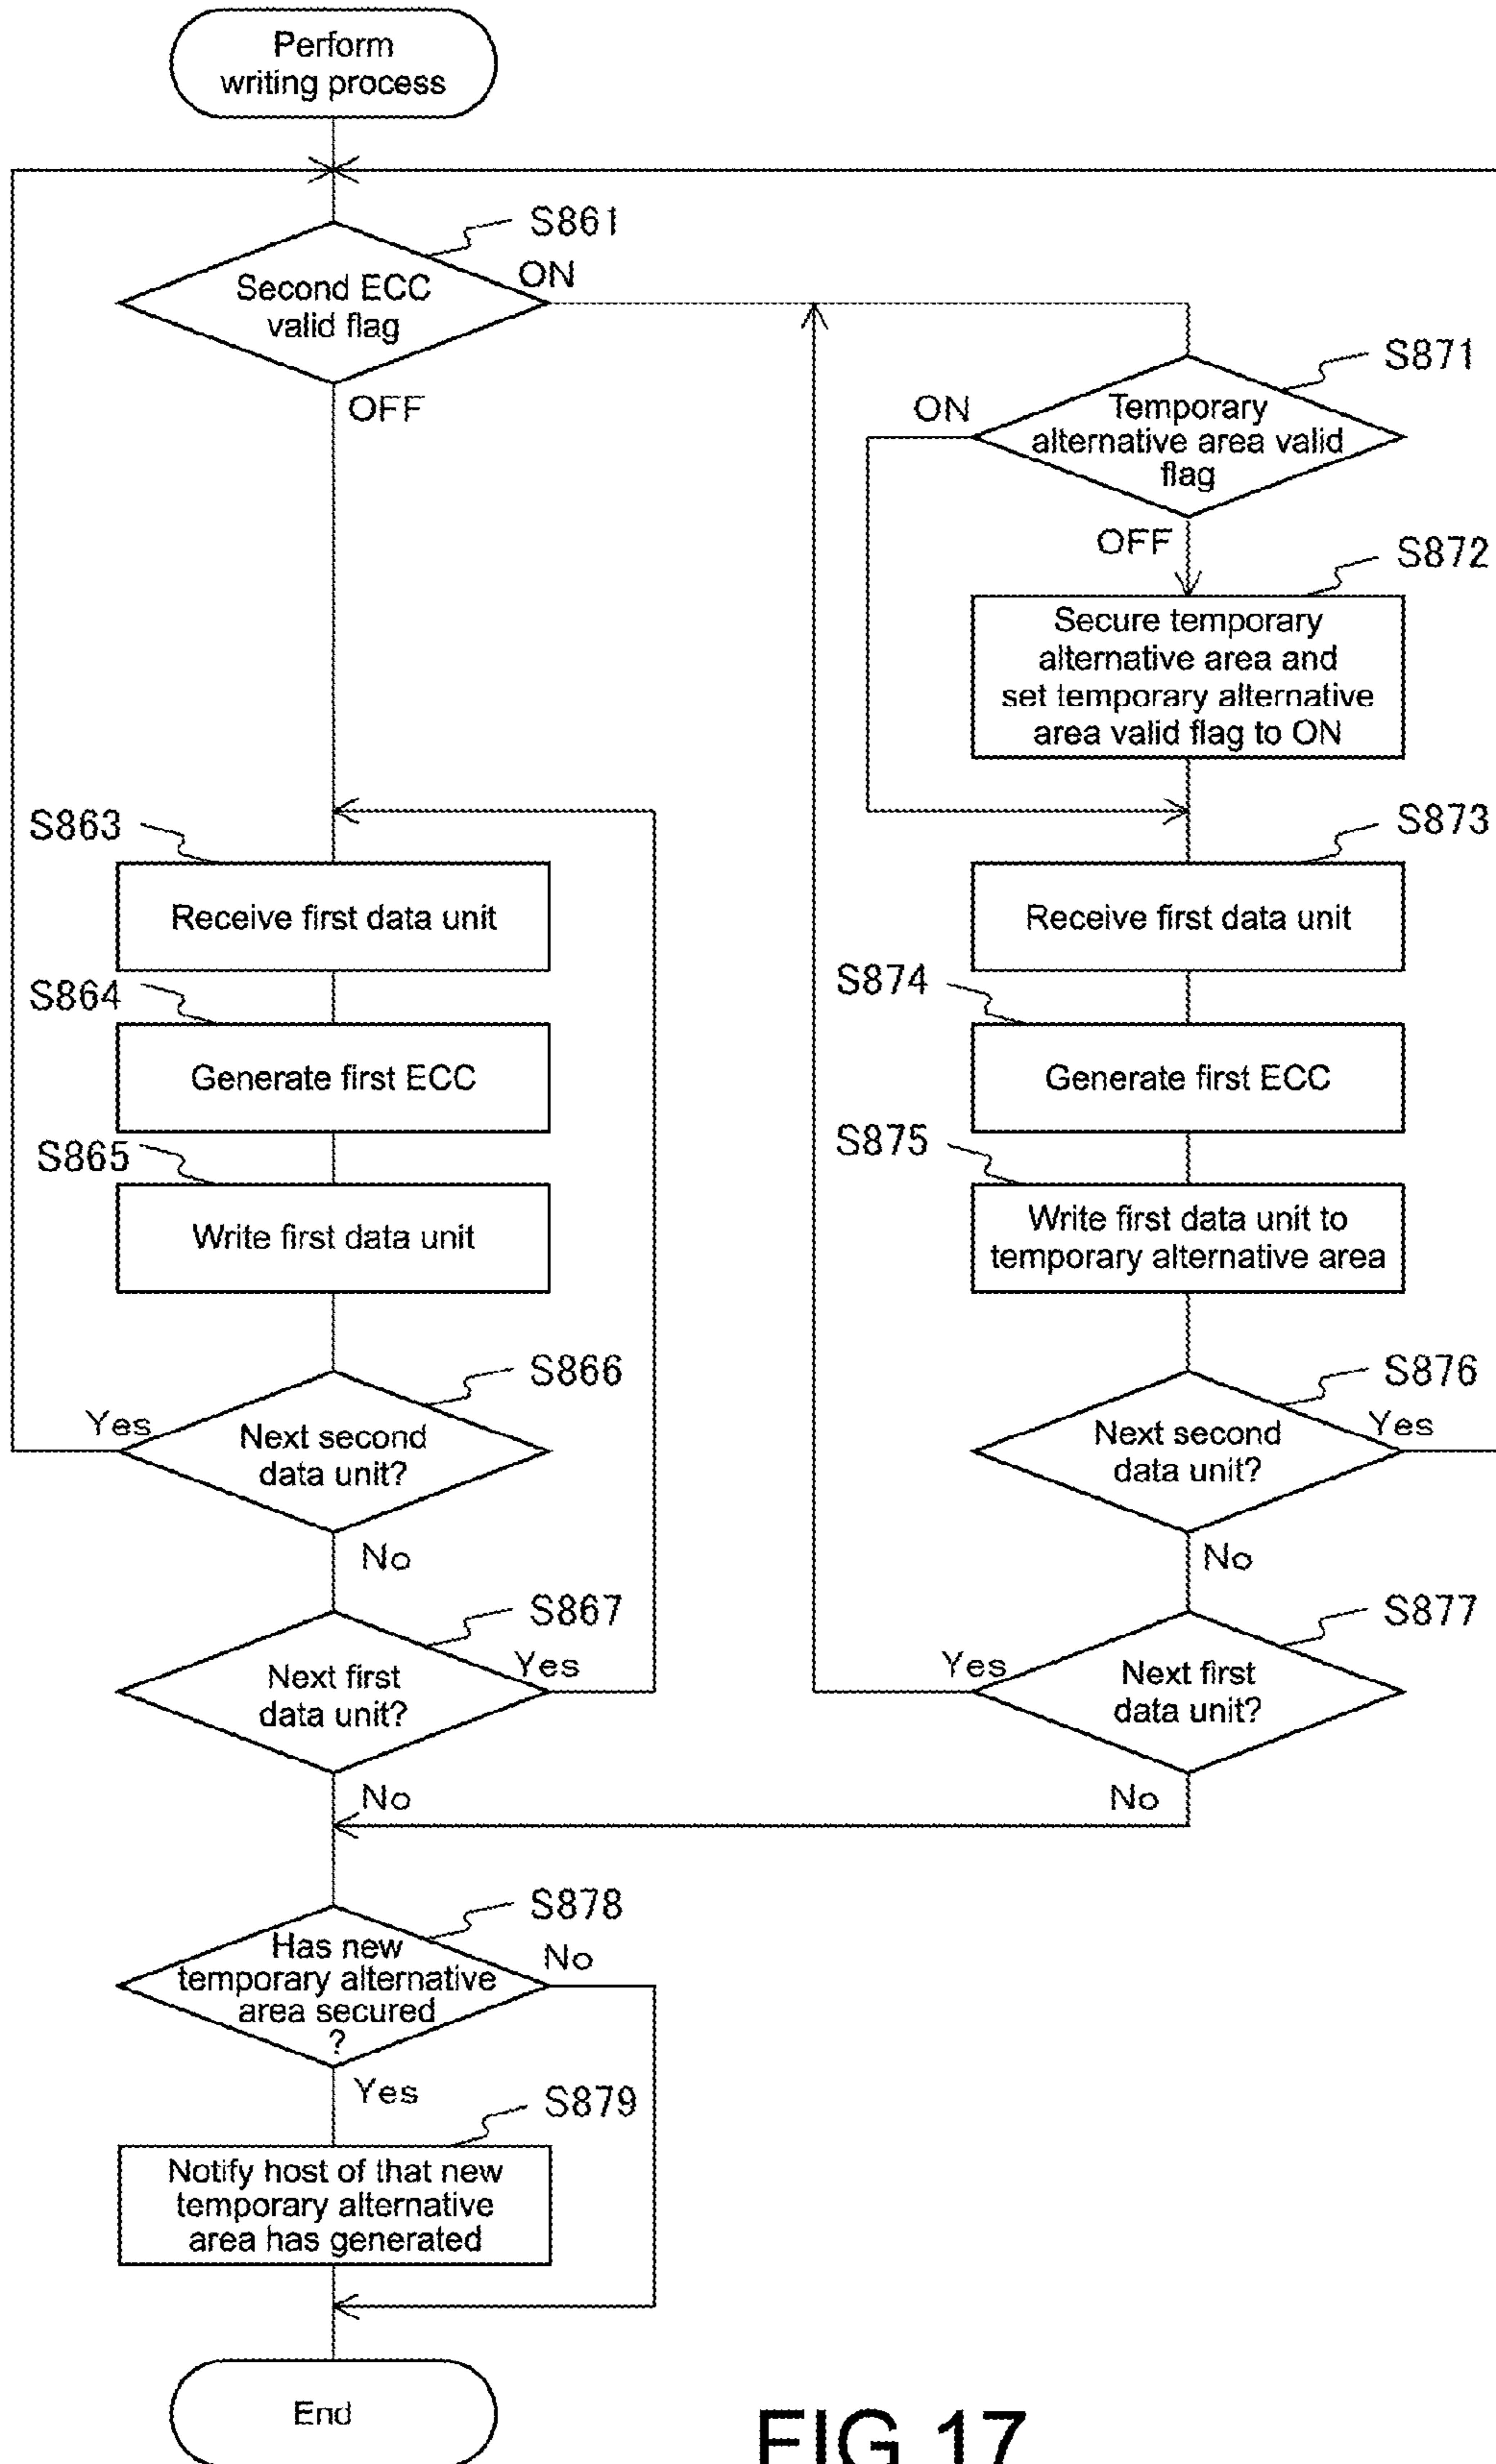 Perform
writing process
S861
Second ECC
valid flag
ON
OFF
S871
Temporary
alternative area valid
flag
ON
OFF
S872
Secure temporary
alternative area and
set temporary alternative
area valid flag to ON
S863
Receive first data unit
S864
Generate first ECC
S865
Write first data unit
S866
Yes
Next second
data unit?
No
S867
Next first
data unit?
Yes
No
S873
Receive first data unit
S874
Generate first ECC
S875
Write first data unit to
temporary alternative area
S876
Next second
data unit?
Yes
No
S877
Yes
Next first
data unit?
No
S878
Has new
temporary alternative
area secured
?
No
Yes
S879
Notify host of that new
temporary alternative
area has generated
End
FIG.17